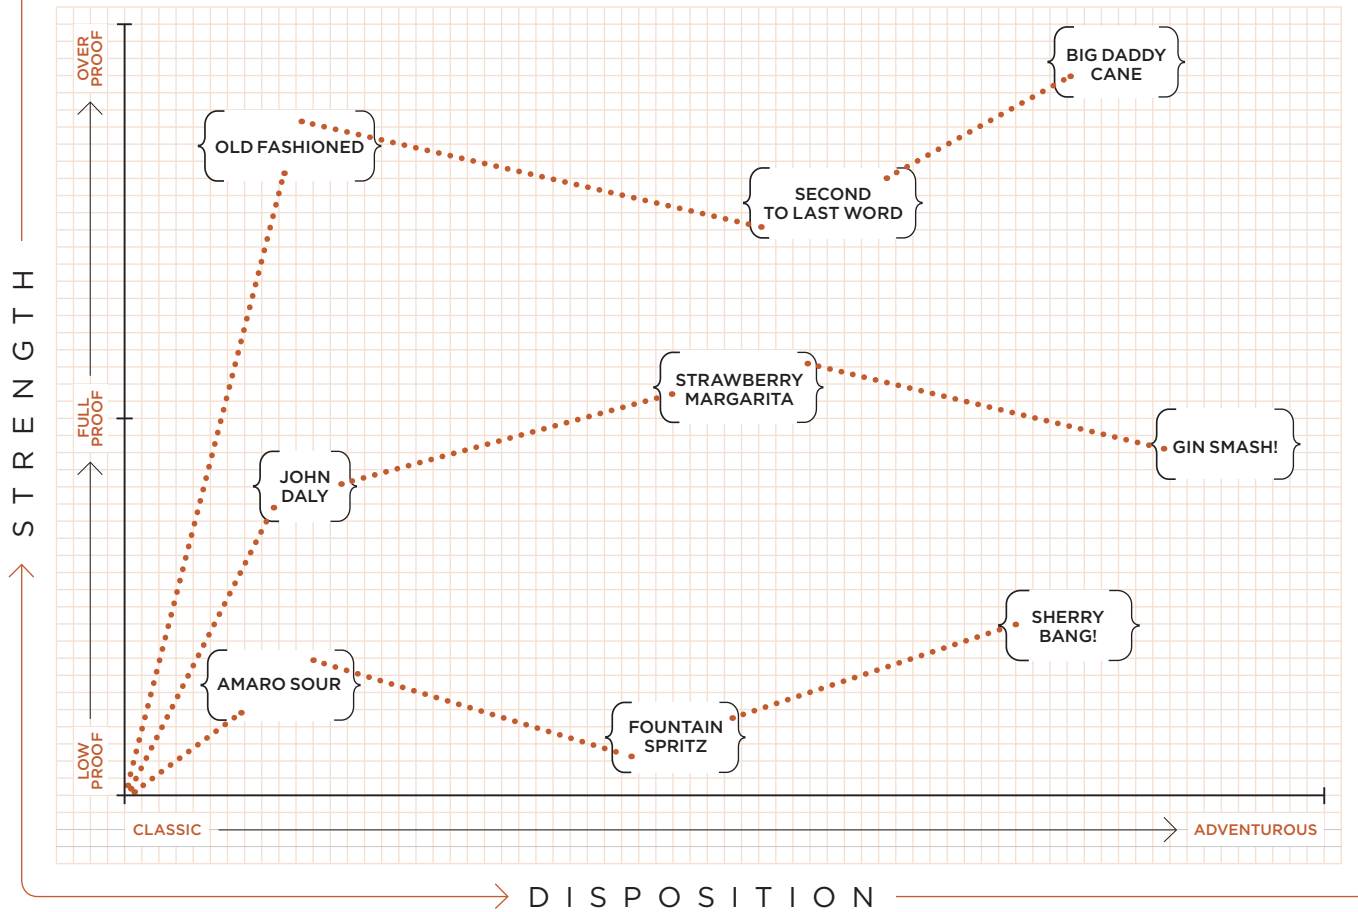 OVER
PROOF
BIG DADDY
CANE
OLD FASHIONED
SECOND
TO LAST WORD
STRENGTH
FULL
PROOF
STRAWBERRY
MARGARITA
GIN SMASH!
JOHN
DALY
SHERRY
BANG!
AMARO SOUR
FOUNTAIN
SPRITZ
LOW
PROOF
CLASSIC
ADVENTUROUS
DISPOSITION